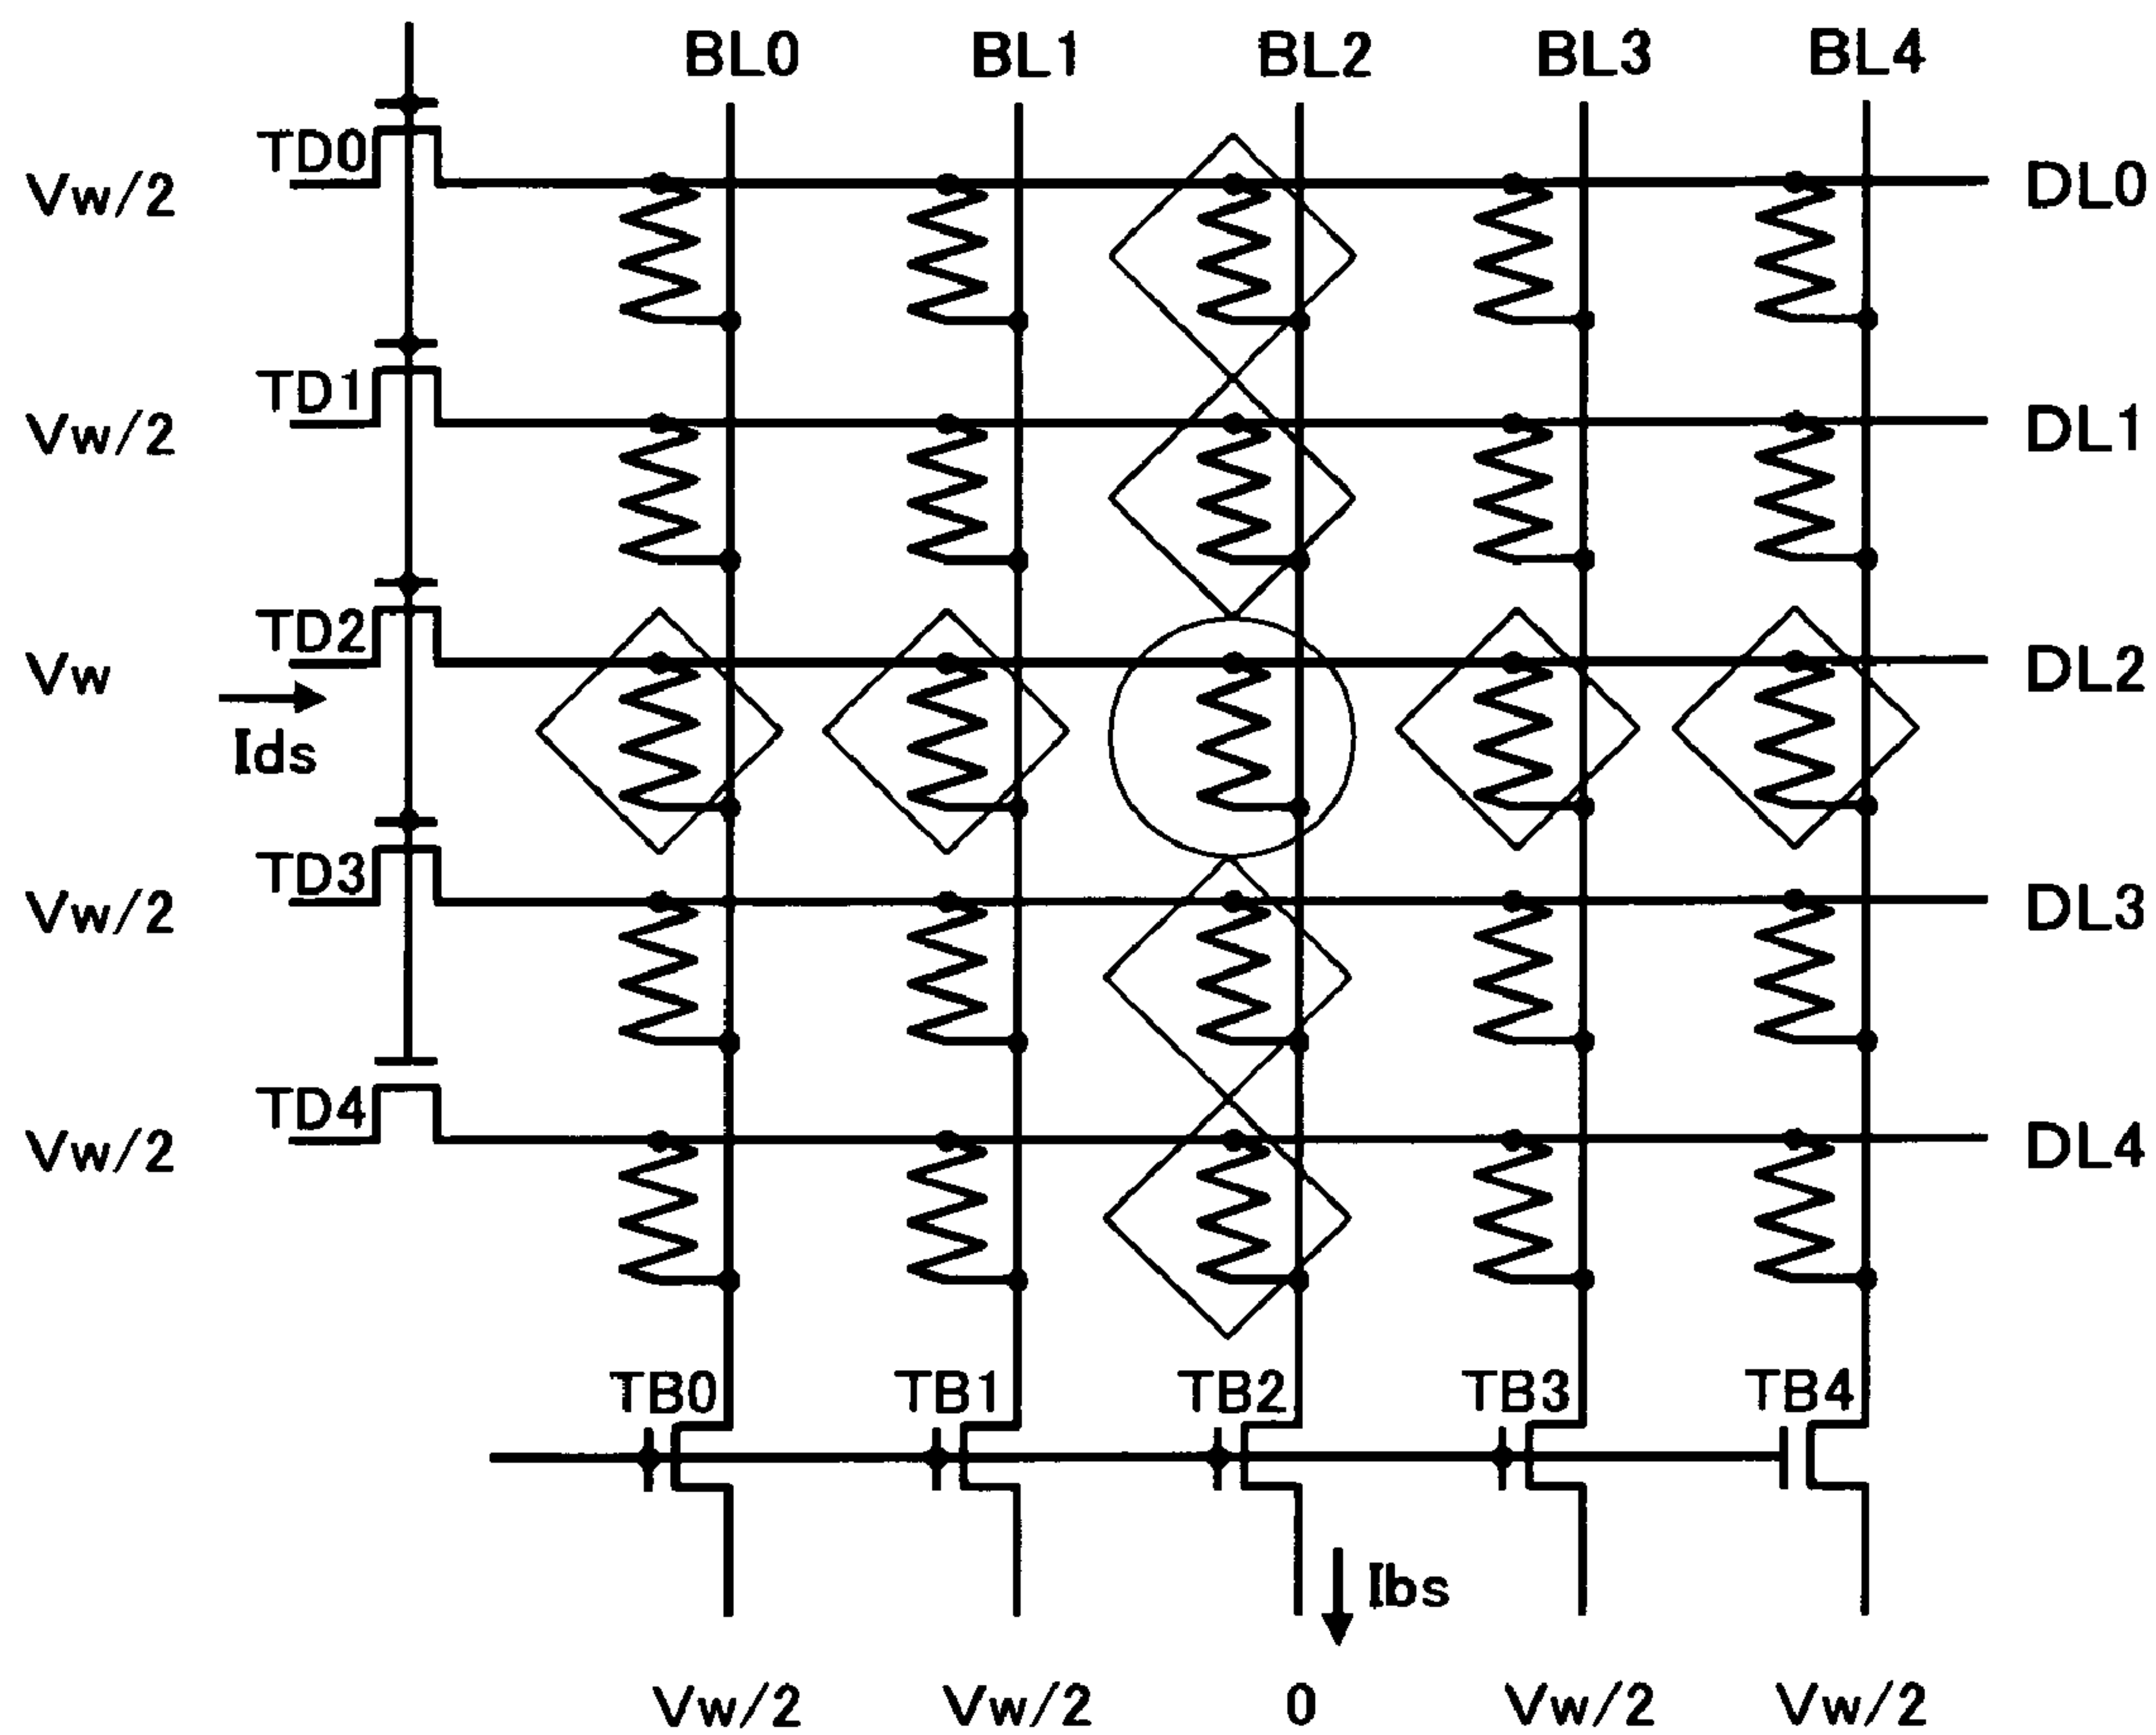 BL0 BL1 BL2 BL3 BL4
TD0
Vw/2 DL0
TD1
Vw/2 DL1
TD2
Vw DL2
Ids
TD3
Vw/2 DL3
TD4
Vw/2 DL4
TB0 TB1 TB2 TB3 TB4
Ibs
Vw/2 Vw/2 0 Vw/2 Vw/2